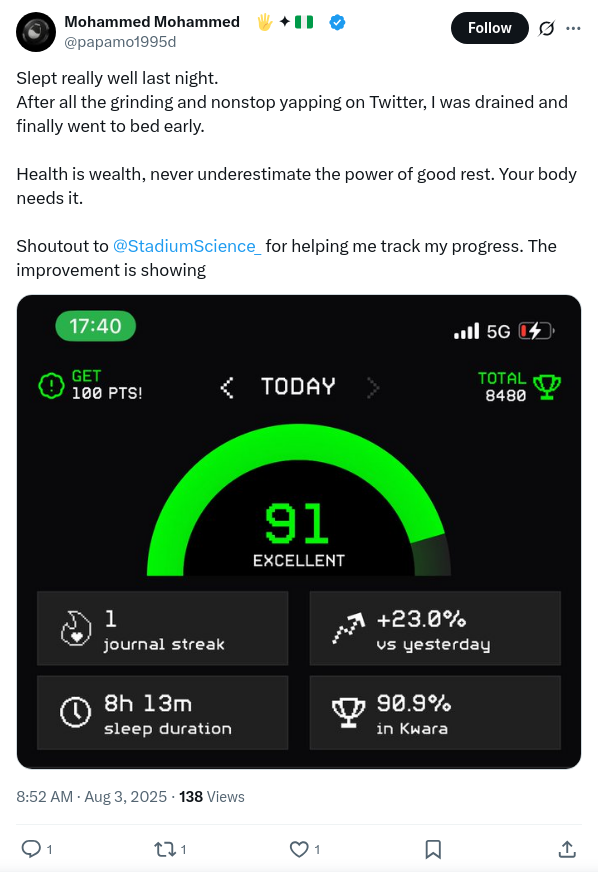 Mohammed Mohammed 🖐️ ✦ 🇳🇬
@papamo1995d
Follow
Slept really well last night.
After all the grinding and nonstop yapping on Twitter, I was drained and
finally went to bed early.
Health is wealth, never underestimate the power of good rest. Your body
needs it.
Shoutout to @StadiumScience_ for helping me track my progress. The
improvement is showing
17:40
5G
GET
100 PTS!
TODAY
TOTAL
8480
91
EXCELLENT
1
journal streak
+23.0%
vs yesterday
8h 13m
sleep duration
90.9%
in Kwara
8:52 AM · Aug 3, 2025 · 138 Views
1
1
1